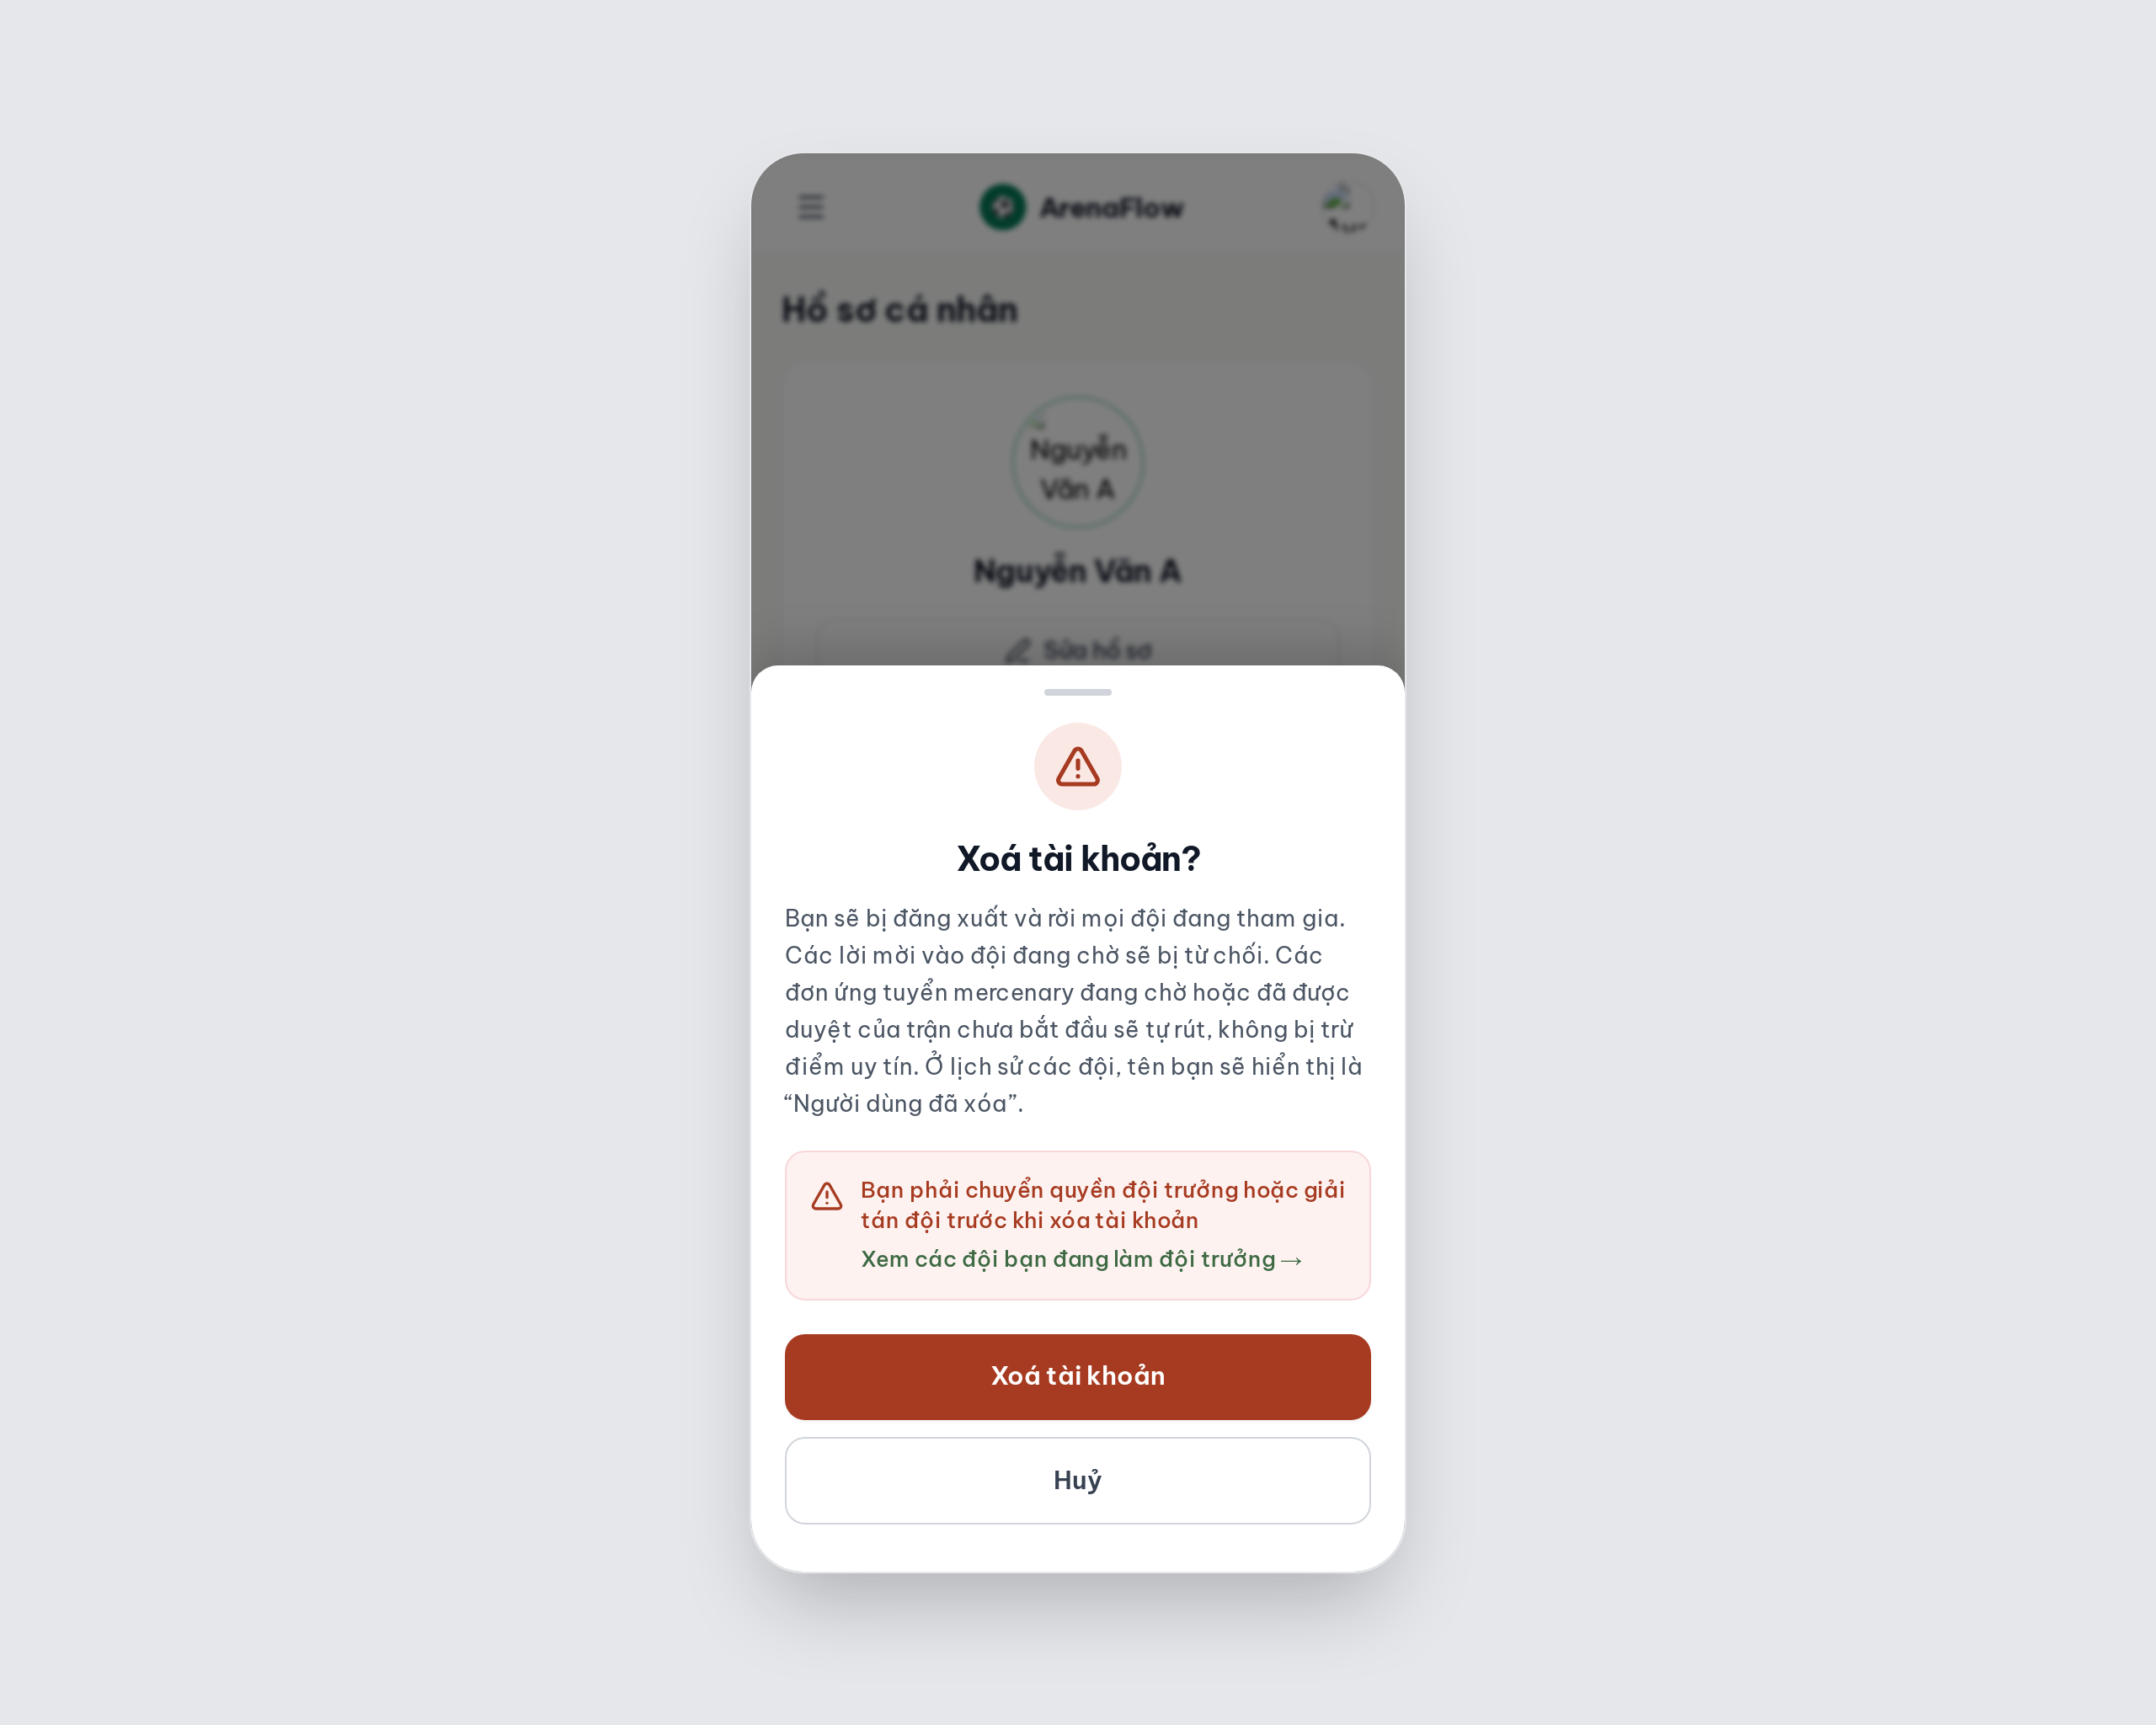 ArenaFlow
Hồ sơ cá nhân
Nguyễn
Văn A
Nguyễn Văn A
Sửa hồ sơ
Xoá tài khoản?
Bạn sẽ bị đăng xuất và rời mọi đội đang tham gia.
Các lời mời vào đội đang chờ sẽ bị từ chối. Các
đơn ứng tuyển mercenary đang chờ hoặc đã được
duyệt của trận chưa bắt đầu sẽ tự rút, không bị trừ
điểm uy tín. Ở lịch sử các đội, tên bạn sẽ hiển thị là
“Người dùng đã xóa”.
Bạn phải chuyển quyền đội trưởng hoặc giải
tán đội trước khi xóa tài khoản
Xem các đội bạn đang làm đội trưởng →
Xoá tài khoản
Huỷ